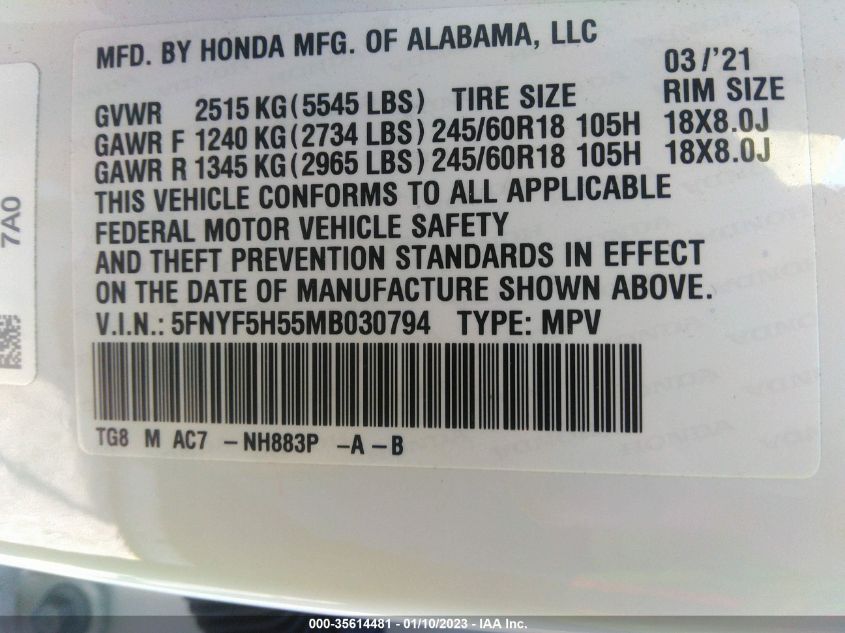 MFD. BY HONDA MFG. OF ALABAMA, LLC
03/'21
GVWR 2515 KG (5545 LBS) TIRE SIZE RIM SIZE
GAWR F 1240 KG (2734 LBS) 245/60R18 105H 18X8.0J
GAWR R 1345 KG (2965 LBS) 245/60R18 105H 18X8.0J
THIS VEHICLE CONFORMS TO ALL APPLICABLE
FEDERAL MOTOR VEHICLE SAFETY
AND THEFT PREVENTION STANDARDS IN EFFECT
ON THE DATE OF MANUFACTURE SHOWN ABOVE.
V.I.N.: 5FNYF5H55MB030794 TYPE: MPV
TG8 M AC7 -NH883P -A -B
7A0
000-35614481 - 01/10/2023 - IAA Inc.